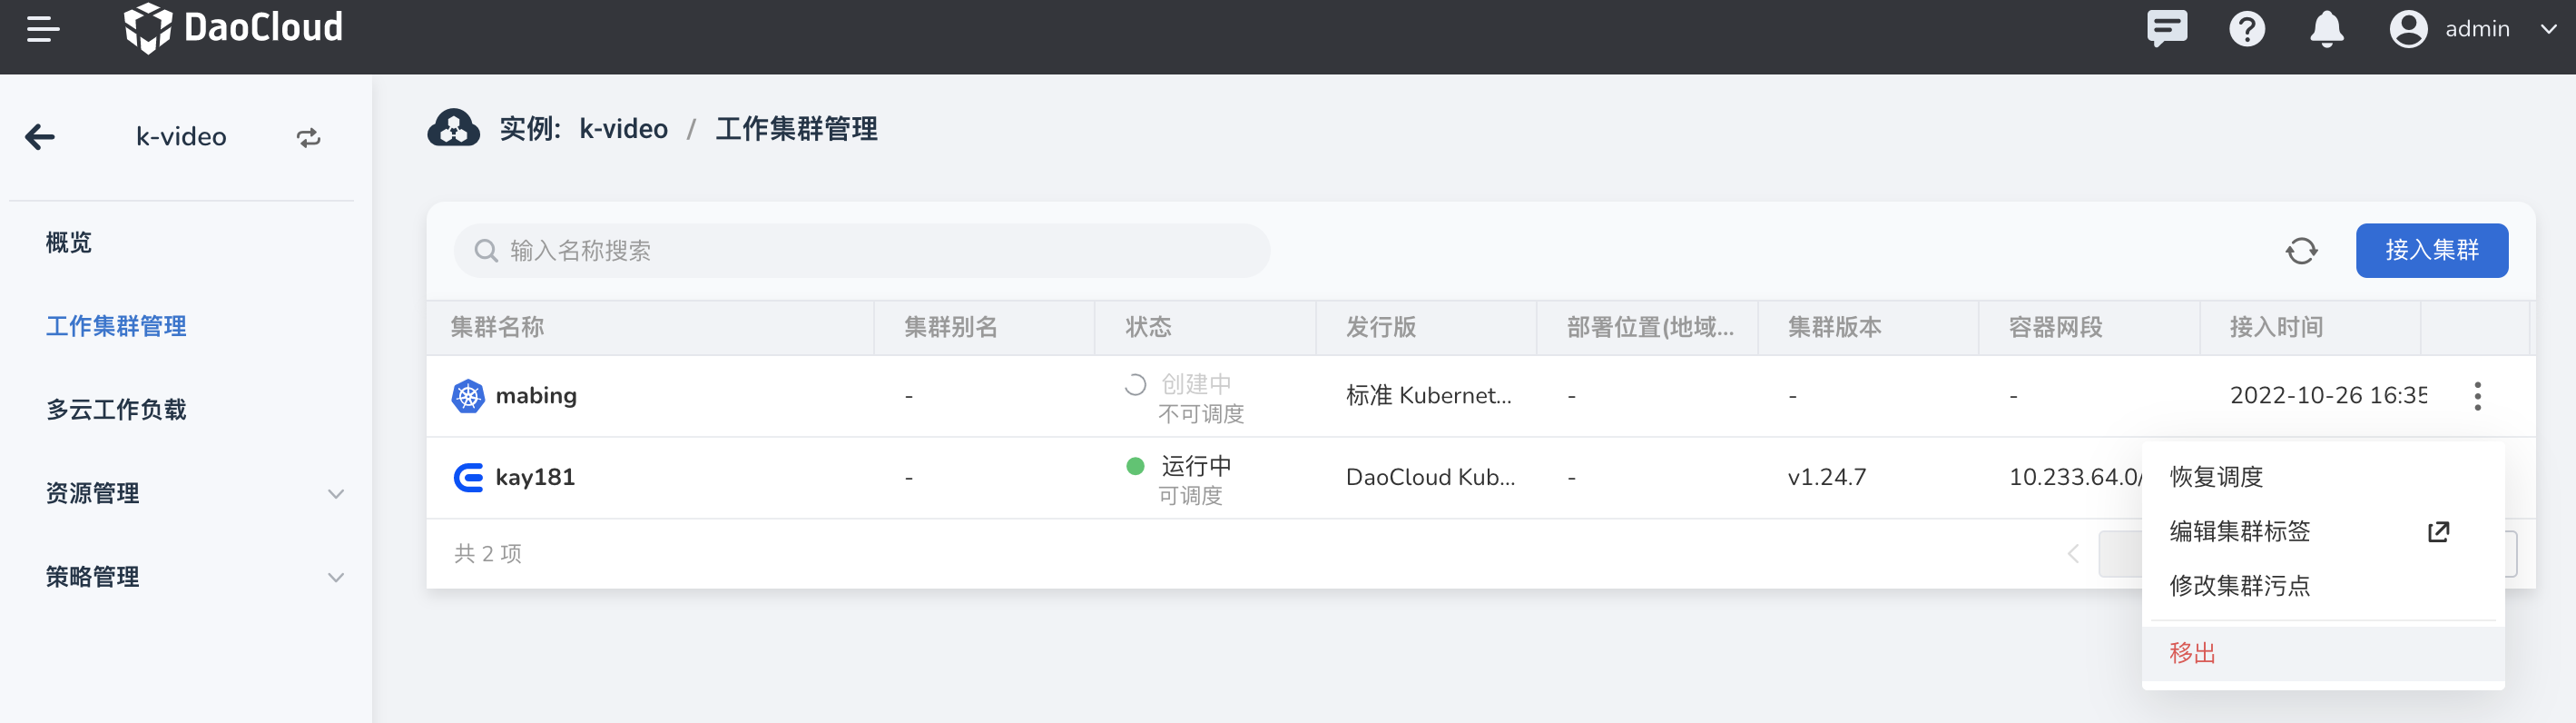 DaoCloud
admin
k-video
概览
工作集群管理
多云工作负载
资源管理
策略管理
实例: k-video / 工作集群管理
输入名称搜索
接入集群
集群名称 集群别名 状态 发行版 部署位置(地域... 集群版本 容器网段 接入时间
mabing - 创建中 标准 Kubernet... - - - 2022-10-26 16:35
不可调度
kay181 - 运行中 DaoCloud Kub... - v1.24.7 10.233.64.0/
可调度
共 2 项
恢复调度
编辑集群标签
修改集群污点
移出